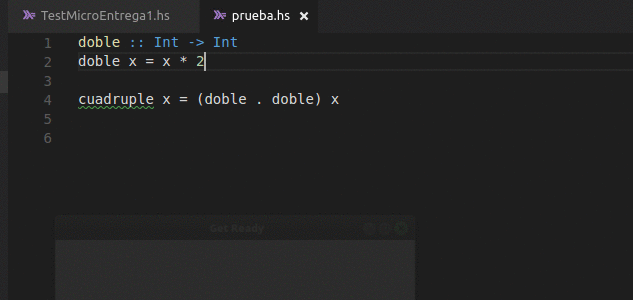 TestMicroEntrega1.hs prueba.hs ×
1 doble :: Int -> Int
2 doble x = x * 2
3
4 cuadruple x = (doble . doble) x
5
6
Get Ready